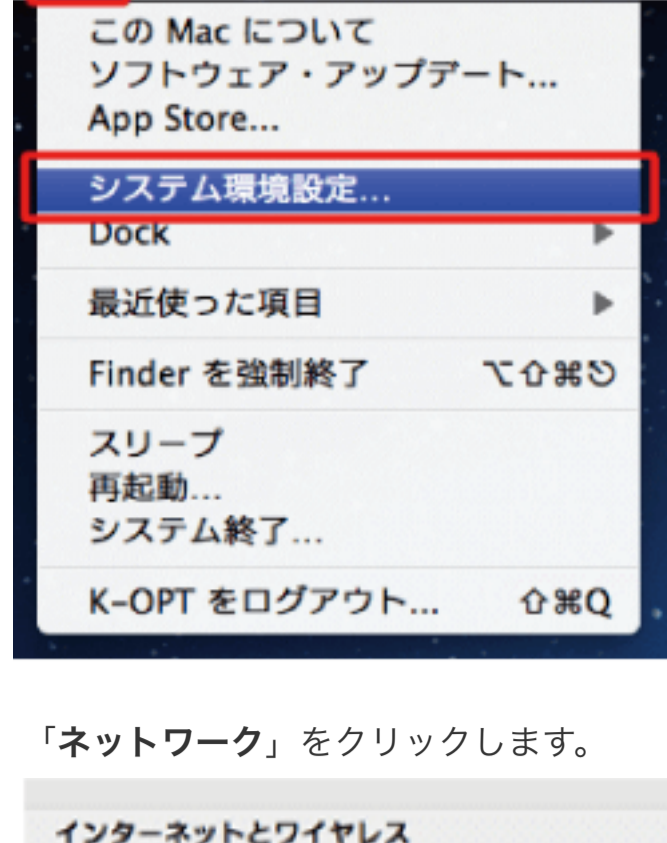 この Mac について
ソフトウェア・アップデート...
App Store...
システム環境設定...
Dock ▶
最近使った項目 ▶
Finder を強制終了 ⌥⇧⌘⎋
スリープ
再起動...
システム終了...
K-OPT をログアウト... ⇧⌘Q
「ネットワーク」をクリックします。
インターネットとワイヤレス